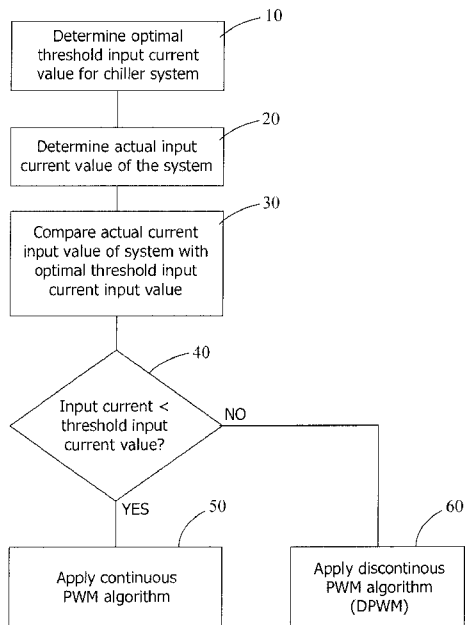 10
Determine optimal
threshold input current
value for chiller system
20
Determine actual input
current value of the system
30
Compare actual current
input value of system with
optimal threshold input
current input value
40
Input current <
threshold input
current value?
NO
YES
50
60
Apply continuous
PWM algorithm
Apply discontinous
PWM algorithm
(DPWM)